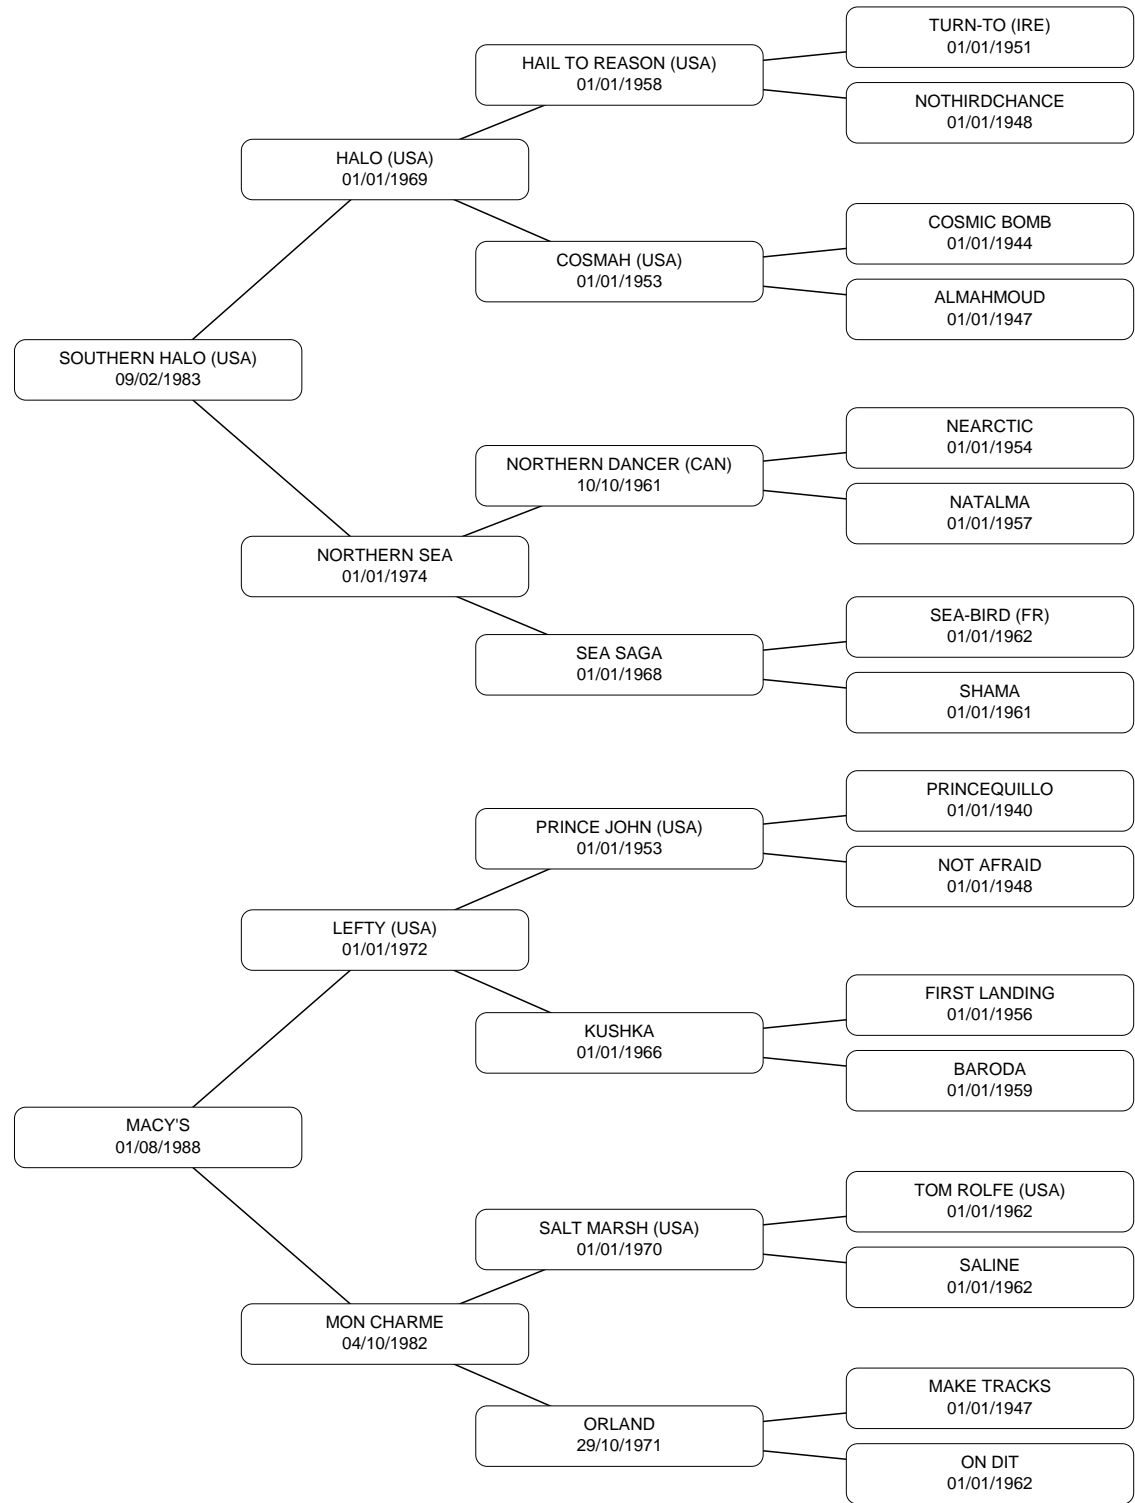 TURN-TO (IRE)
01/01/1951
HAIL TO REASON (USA)
01/01/1958
NOTHIRDCHANCE
01/01/1948
HALO (USA)
01/01/1969
COSMIC BOMB
01/01/1944
COSMAH (USA)
01/01/1953
ALMAHMOUD
01/01/1947
SOUTHERN HALO (USA)
09/02/1983
NEARCTIC
01/01/1954
NORTHERN DANCER (CAN)
10/10/1961
NATALMA
01/01/1957
NORTHERN SEA
01/01/1974
SEA-BIRD (FR)
01/01/1962
SEA SAGA
01/01/1968
SHAMA
01/01/1961
PRINCEQUILLO
01/01/1940
PRINCE JOHN (USA)
01/01/1953
NOT AFRAID
01/01/1948
LEFTY (USA)
01/01/1972
FIRST LANDING
01/01/1956
KUSHKA
01/01/1966
BARODA
01/01/1959
MACY'S
01/08/1988
TOM ROLFE (USA)
01/01/1962
SALT MARSH (USA)
01/01/1970
SALINE
01/01/1962
MON CHARME
04/10/1982
MAKE TRACKS
01/01/1947
ORLAND
29/10/1971
ON DIT
01/01/1962